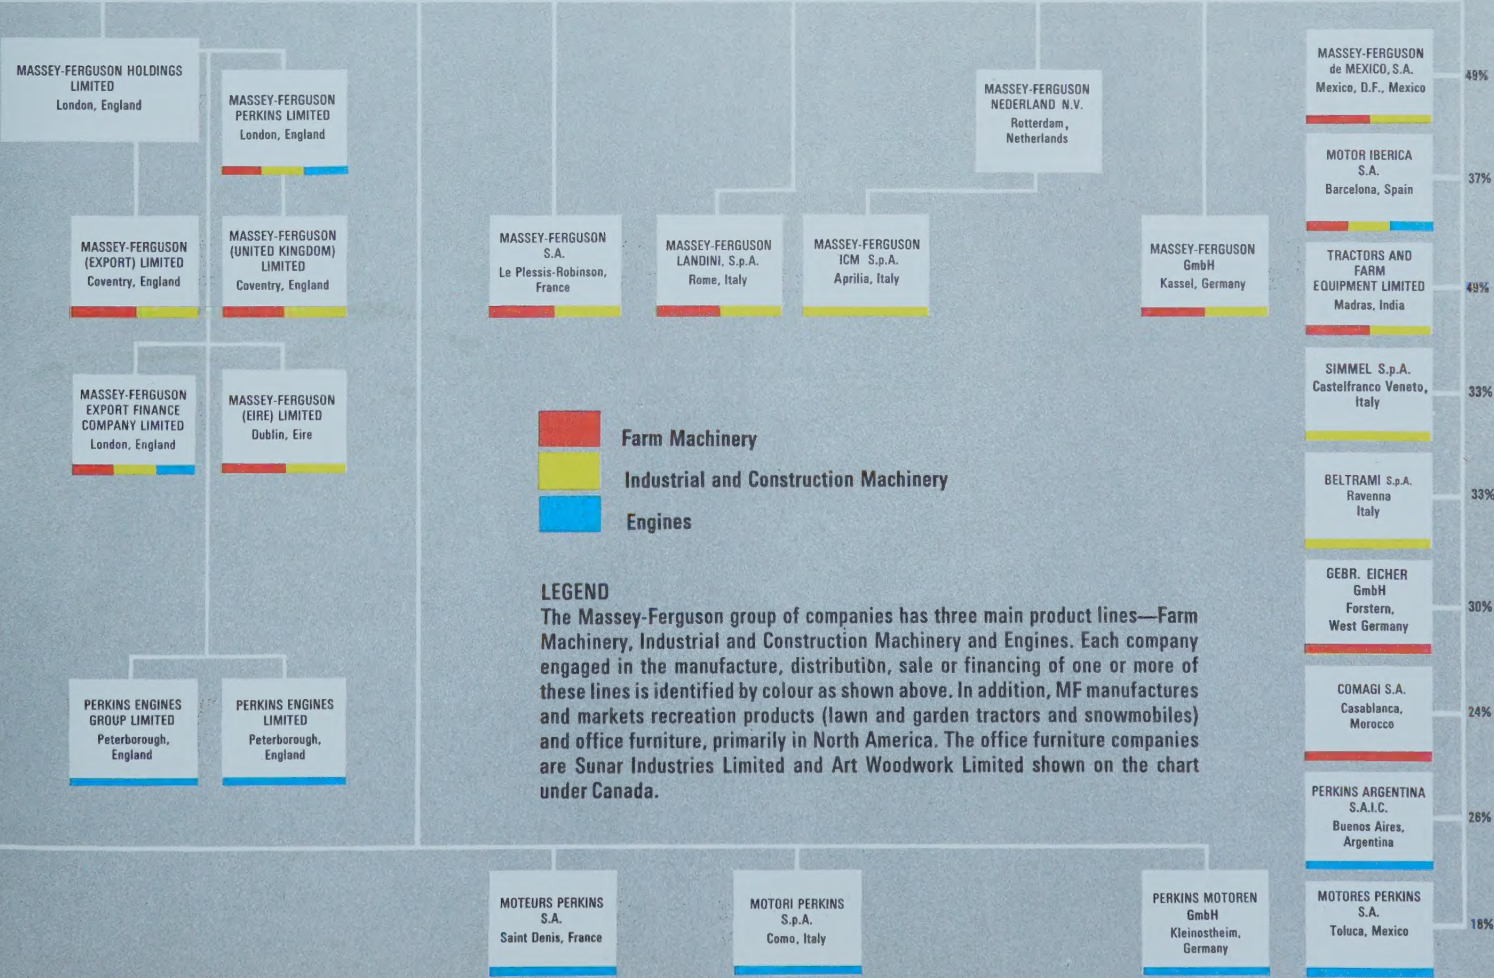 MASSEY-FERGUSON HOLDINGS
LIMITED
London, England
MASSEY-FERGUSON
PERKINS LIMITED
London, England
MASSEY-FERGUSON
(EXPORT) LIMITED
Coventry, England
MASSEY-FERGUSON
(UNITED KINGDOM)
LIMITED
Coventry, England
MASSEY-FERGUSON
EXPORT FINANCE
COMPANY LIMITED
London, England
MASSEY-FERGUSON
(EIRE) LIMITED
Dublin, Eire
PERKINS ENGINES
GROUP LIMITED
Peterborough,
England
PERKINS ENGINES
LIMITED
Peterborough,
England
MASSEY-FERGUSON
S.A.
Le Plessis-Robinson,
France
MASSEY-FERGUSON
LANDINI, S.p.A.
Rome, Italy
MASSEY-FERGUSON
NEDERLAND N.V.
Rotterdam,
Netherlands
MASSEY-FERGUSON
ICM S.p.A.
Aprilia, Italy
MASSEY-FERGUSON
GmbH
Kassel, Germany
Farm Machinery
Industrial and Construction Machinery
Engines
LEGEND
The Massey-Ferguson group of companies has three main product lines—Farm
Machinery, Industrial and Construction Machinery and Engines. Each company
engaged in the manufacture, distribution, sale or financing of one or more of
these lines is identified by colour as shown above. In addition, MF manufactures
and markets recreation products (lawn and garden tractors and snowmobiles)
and office furniture, primarily in North America. The office furniture companies
are Sunar Industries Limited and Art Woodwork Limited shown on the chart
under Canada.
MOTEURS PERKINS
S.A.
Saint Denis, France
MOTORI PERKINS
S.p.A.
Como, Italy
PERKINS MOTOREN
GmbH
Kleinostheim,
Germany
MASSEY-FERGUSON
de MEXICO, S.A.
Mexico, D.F., Mexico
49%
MOTOR IBERICA
S.A.
Barcelona, Spain
37%
TRACTORS AND
FARM
EQUIPMENT LIMITED
Madras, India
49%
SIMMEL S.p.A.
Castelfranco Veneto,
Italy
33%
BELTRAMI S.p.A.
Ravenna
Italy
33%
GEBR. EICHER
GmbH
Forstern,
West Germany
30%
COMAGI S.A.
Casablanca,
Morocco
24%
PERKINS ARGENTINA
S.A.I.C.
Buenos Aires,
Argentina
26%
MOTORES PERKINS
S.A.
Toluca, Mexico
18%